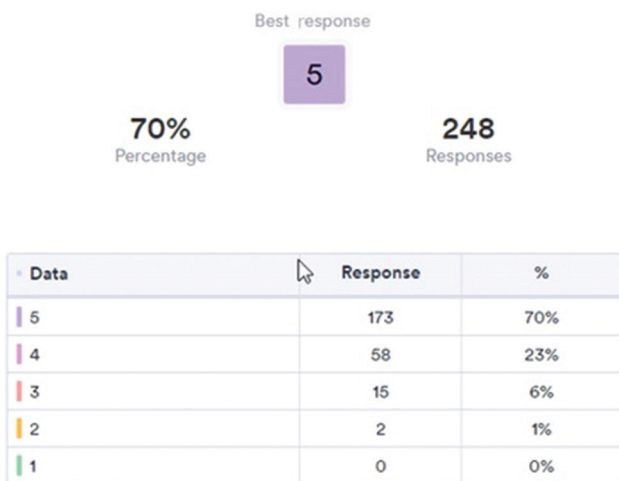 Best response
5
70% 248
Percentage Responses
Data Response %
5 173 70%
4 58 23%
3 15 6%
2 2 1%
1 0 0%